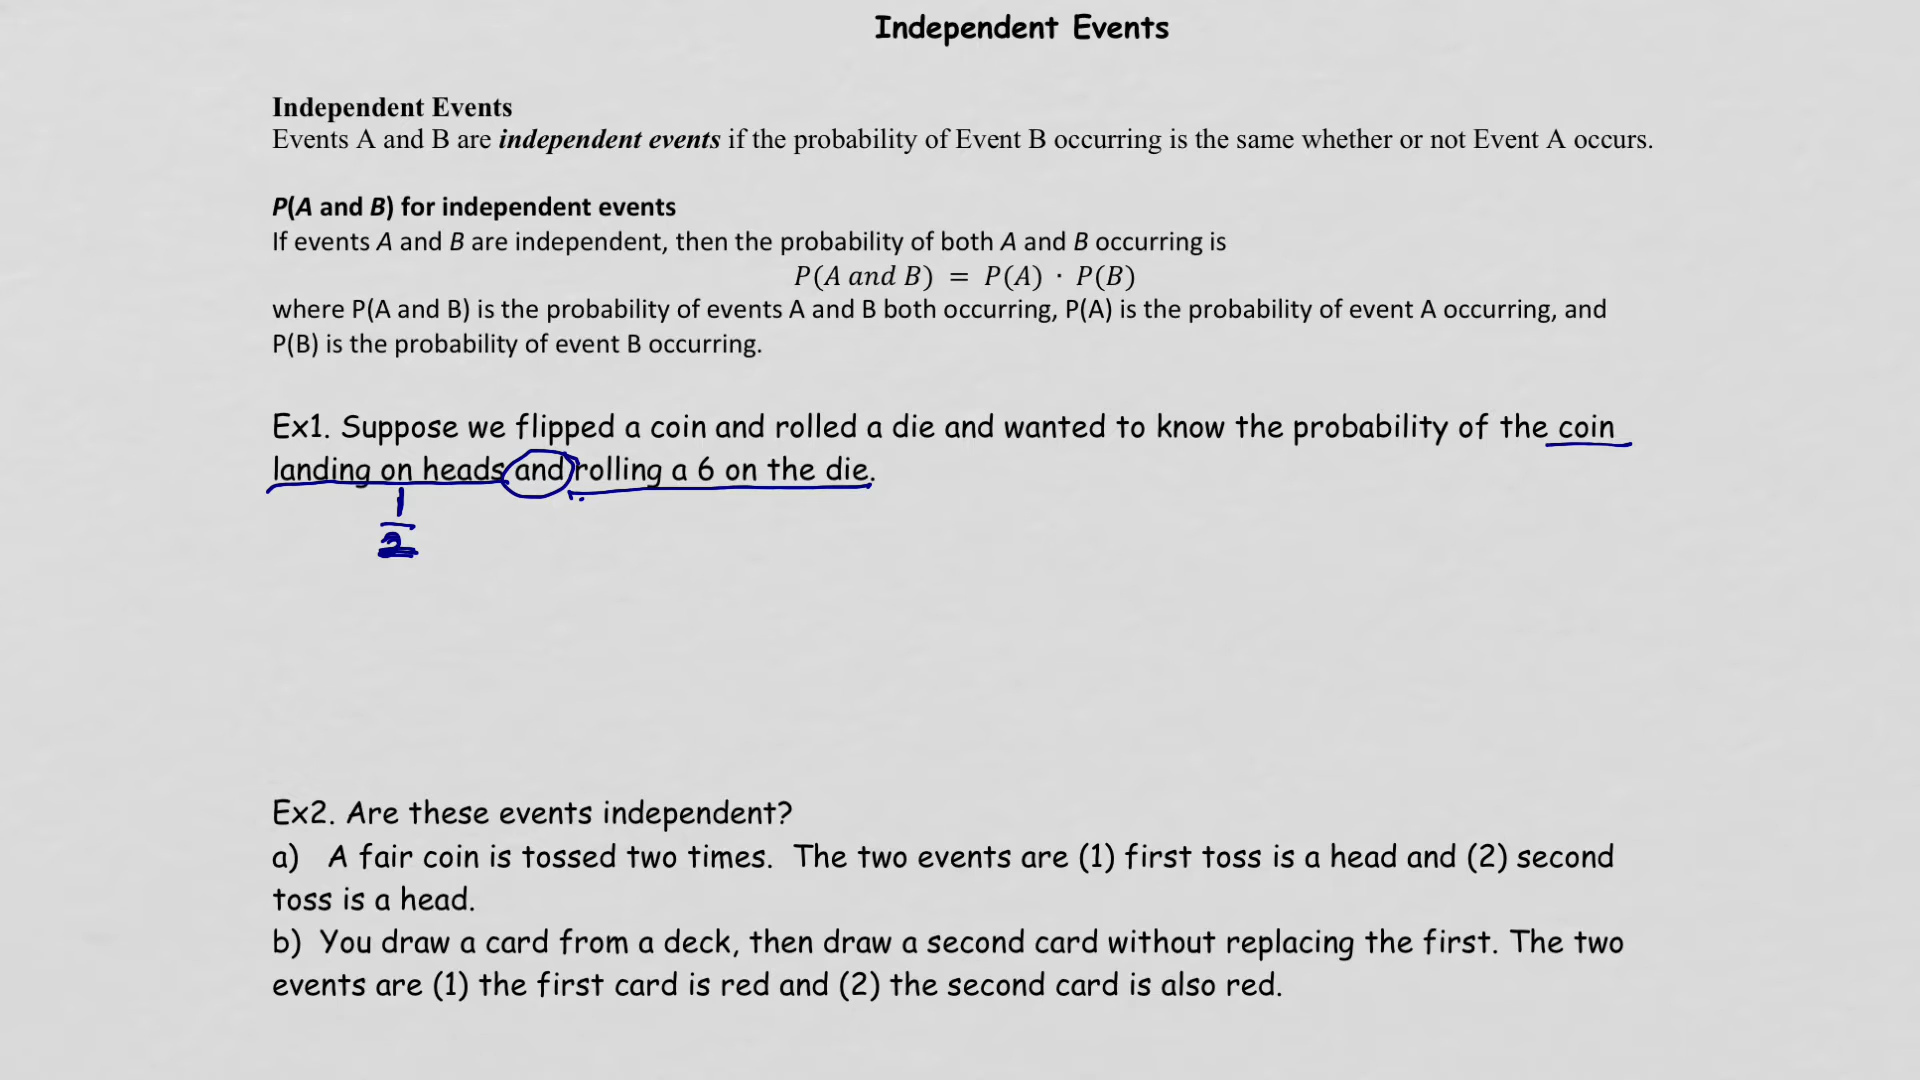 Independent Events
Independent Events
Events A and B are independent events if the probability of Event B occurring is the same whether or not Event A occurs.
P(A and B) for independent events
If events A and B are independent, then the probability of both A and B occurring is
P(A and B) = P(A) · P(B)
where P(A and B) is the probability of events A and B both occurring, P(A) is the probability of event A occurring, and
P(B) is the probability of event B occurring.
Ex1. Suppose we flipped a coin and rolled a die and wanted to know the probability of the coin
landing on heads and rolling a 6 on the die.
1
2
Ex2. Are these events independent?
a) A fair coin is tossed two times. The two events are (1) first toss is a head and (2) second
toss is a head.
b) You draw a card from a deck, then draw a second card without replacing the first. The two
events are (1) the first card is red and (2) the second card is also red.